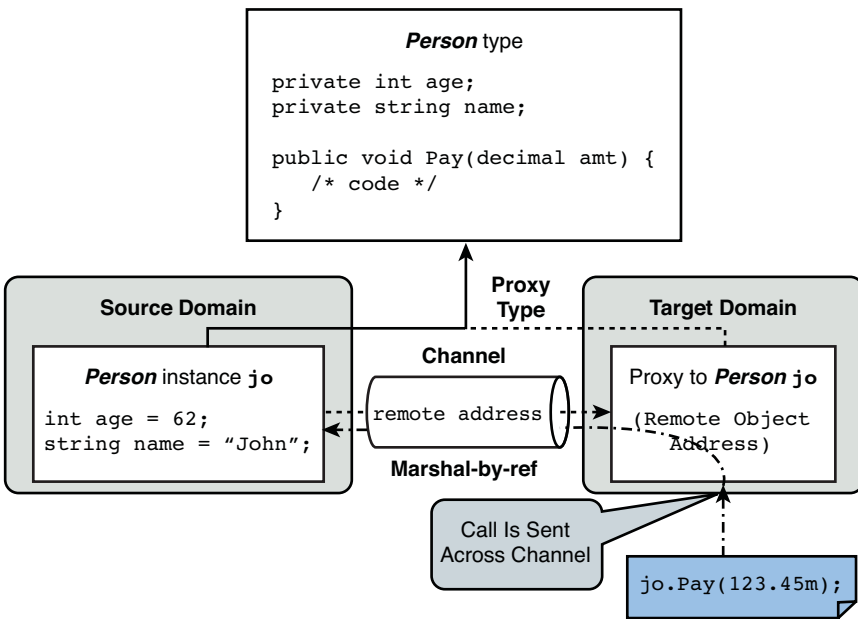 Person type
private int age;
private string name;
public void Pay(decimal amt) {
/* code */
}
Source Domain
Proxy
Type
Target Domain
Person instance jo
int age = 62;
string name = “John”;
Channel
remote address
Marshal-by-ref
Proxy to Person jo
(Remote Object
Address)
Call Is Sent
Across Channel
jo.Pay(123.45m);